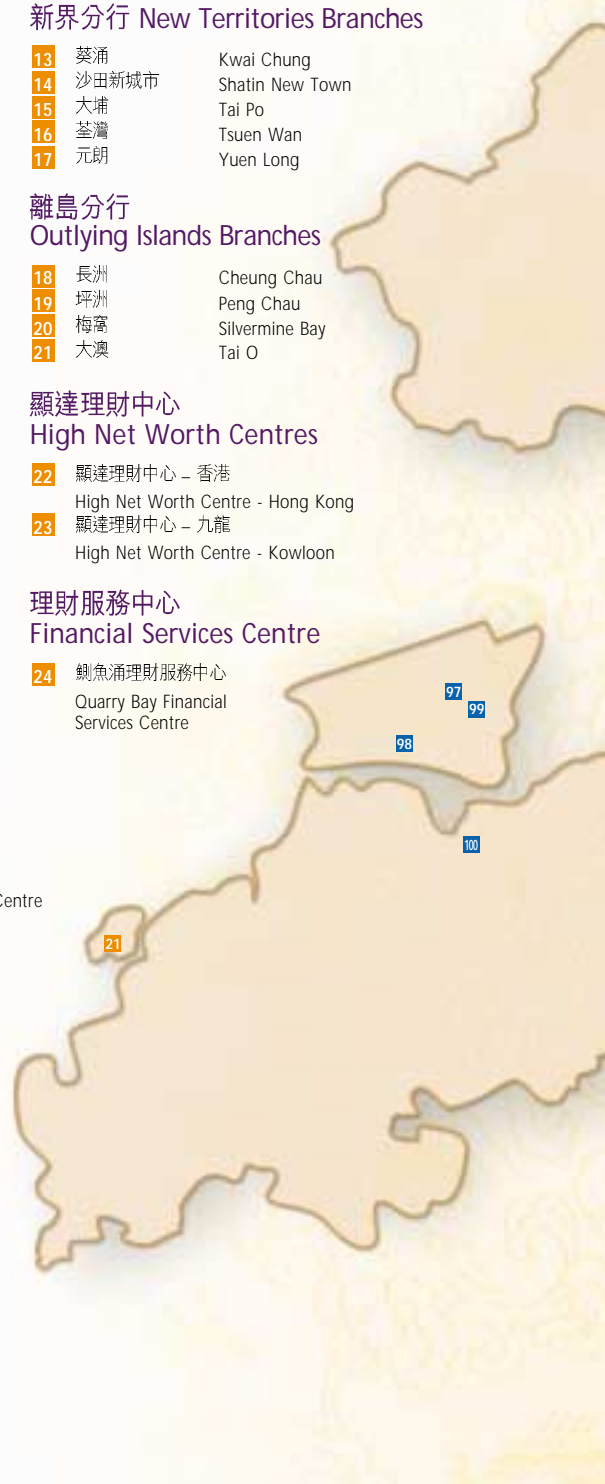 新界分行 New Territories Branches
13 葵涌 Kwai Chung
14 沙田新城市 Shatin New Town
15 大埔 Tai Po
16 荃灣 Tsuen Wan
17 元朗 Yuen Long
離島分行
Outlying Islands Branches
18 長洲 Cheung Chau
19 坪洲 Peng Chau
20 梅窩 Silvermine Bay
21 大澳 Tai O
顯達理財中心
High Net Worth Centres
22 顯達理財中心 – 香港
High Net Worth Centre - Hong Kong
23 顯達理財中心 – 九龍
High Net Worth Centre - Kowloon
理財服務中心
Financial Services Centre
24 鰂魚涌理財服務中心
Quarry Bay Financial
Services Centre
97
99
98
100
Centre
21